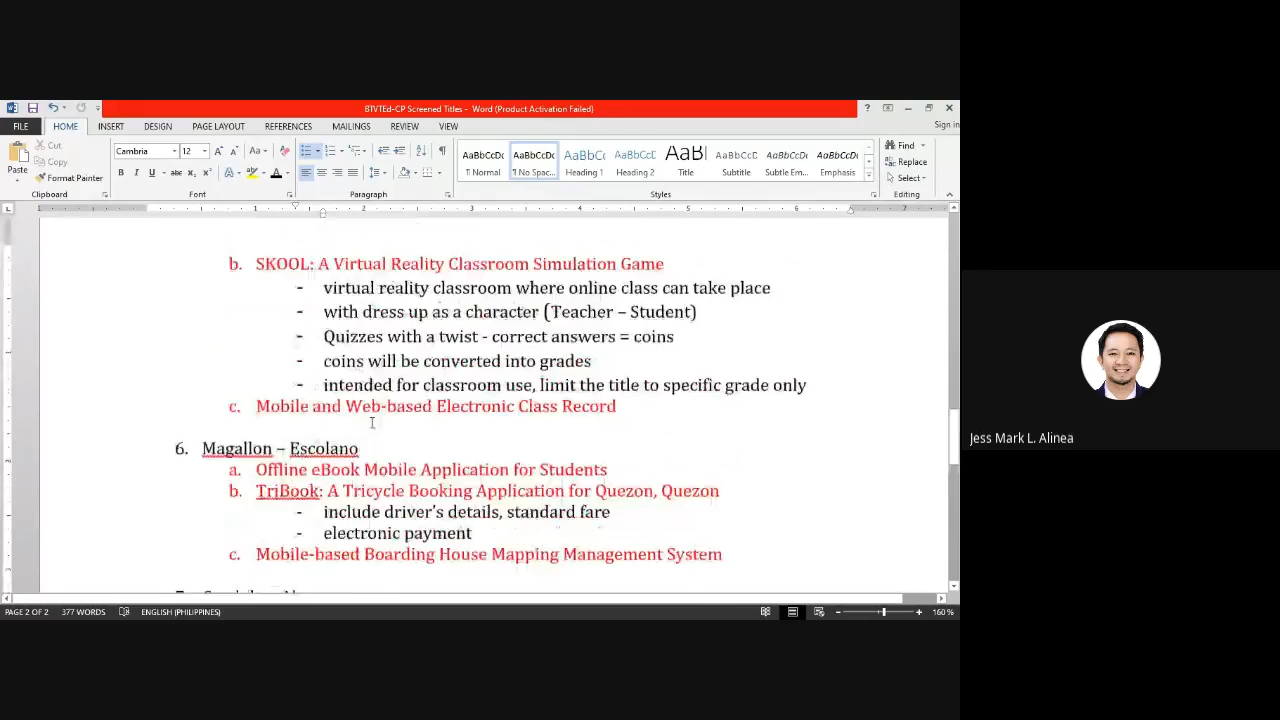 BTVTEd-CP Screened Titles - Word (Product Activation Failed)
Sign in
FILE HOME INSERT DESIGN PAGE LAYOUT REFERENCES MAILINGS REVIEW VIEW
Paste
Cut
Copy
Format Painter
Cambria 12
AaBbCcDc AaBbCcDc AaBbCc AaBbCcC AaBl AaBbCcC AaBbCcDc AaBbCcDc
¶ Normal ¶ No Spac... Heading 1 Heading 2 Title Subtitle Subtle Em... Emphasis
Find
Replace
Select
Clipboard Font Paragraph Styles Editing
b. SKOOL: A Virtual Reality Classroom Simulation Game
- virtual reality classroom where online class can take place
- with dress up as a character (Teacher – Student)
- Quizzes with a twist - correct answers = coins
- coins will be converted into grades
- intended for classroom use, limit the title to specific grade only
c. Mobile and Web-based Electronic Class Record
6. Magallon – Escolano
a. Offline eBook Mobile Application for Students
b. TriBook: A Tricycle Booking Application for Quezon, Quezon
- include driver's details, standard fare
- electronic payment
c. Mobile-based Boarding House Mapping Management System
PAGE 2 OF 2 377 WORDS ENGLISH (PHILIPPINES) 160 %
Jess Mark L. Alinea